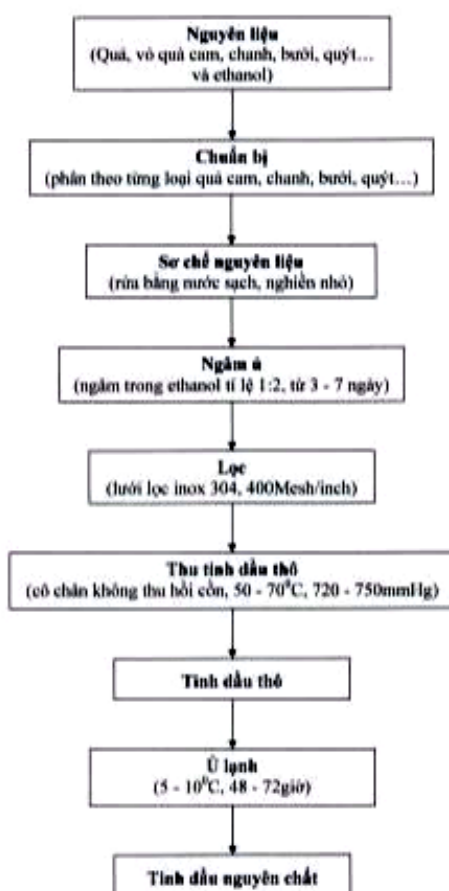 Nguyên liệu
(Quả, vỏ quả cam, chanh, bưởi, quýt...
và ethanol)
Chuẩn bị
(phân theo từng loại quả cam, chanh, bưởi, quýt...)
Sơ chế nguyên liệu
(rửa bằng nước sạch, nghiền nhỏ)
Ngâm ủ
(ngâm trong ethanol tỉ lệ 1:2, từ 3 - 7 ngày)
Lọc
(lưới lọc inox 304, 400Mesh/inch)
Thu tinh dầu thô
(cô chân không thu hồi cồn, 50 - 70⁰C, 720 - 750mmHg)
Tinh dầu thô
Ủ lạnh
(5 - 10⁰C, 48 - 72giờ)
Tinh dầu nguyên chất